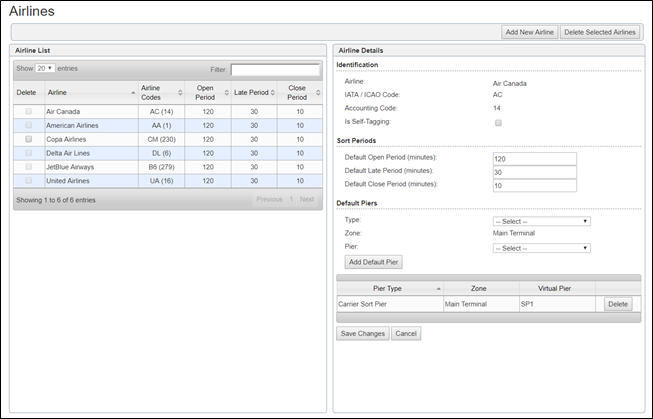 Airlines
Add New Airline Delete Selected Airlines
Airline List
Show 20 entries Filter:
Delete Airline Airline Codes Open Period Late Period Close Period
Air Canada AC (14) 120 30 10
American Airlines AA (1) 120 30 10
Copa Airlines CM (230) 120 30 10
Delta Air Lines DL (6) 120 30 10
JetBlue Airways B6 (279) 120 30 10
United Airlines UA (16) 120 30 10
Showing 1 to 6 of 6 entries Previous 1 Next
Airline Details
Identification
Airline: Air Canada
IATA / ICAO Code: AC
Accounting Code: 14
Is Self-Tagging:
Sort Periods
Default Open Period (minutes): 120
Default Late Period (minutes): 30
Default Close Period (minutes): 10
Default Piers
Type: -- Select --
Zone: Main Terminal
Pier: -- Select --
Add Default Pier
Pier Type Zone Virtual Pier
Carrier Sort Pier Main Terminal SP1 Delete
Save Changes Cancel